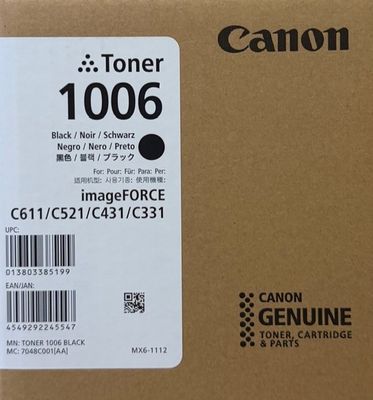 Canon
Toner
1006
Black / Noir / Schwarz
Negro / Nero / Preto
黑色 / 블랙 / ブラック
For: Pour: Für: Para: Per:
适用机型: 사용기종: 使用機種:
imageFORCE
C611/C521/C431/C331
UPC:
013803385199
EAN/JAN:
4549292245547
MN: TONER 1006 BLACK
MC: 7048C001[AA]
MX6-1112
CANON
GENUINE
TONER, CARTRIDGE
& PARTS